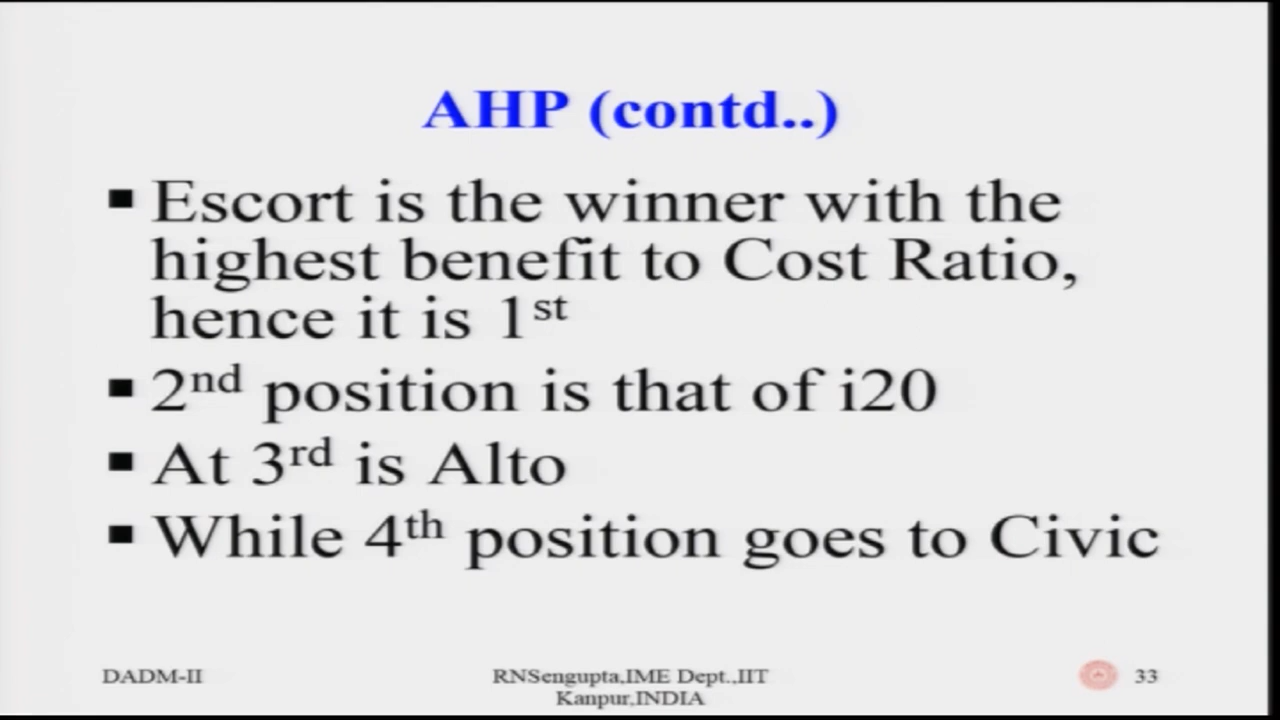 AHP (contd..)
▪ Escort is the winner with the
highest benefit to Cost Ratio,
hence it is 1st
▪ 2nd position is that of i20
▪ At 3rd is Alto
▪ While 4th position goes to Civic
DADM-II
RNSengupta,IME Dept.,IIT
Kanpur,INDIA
33